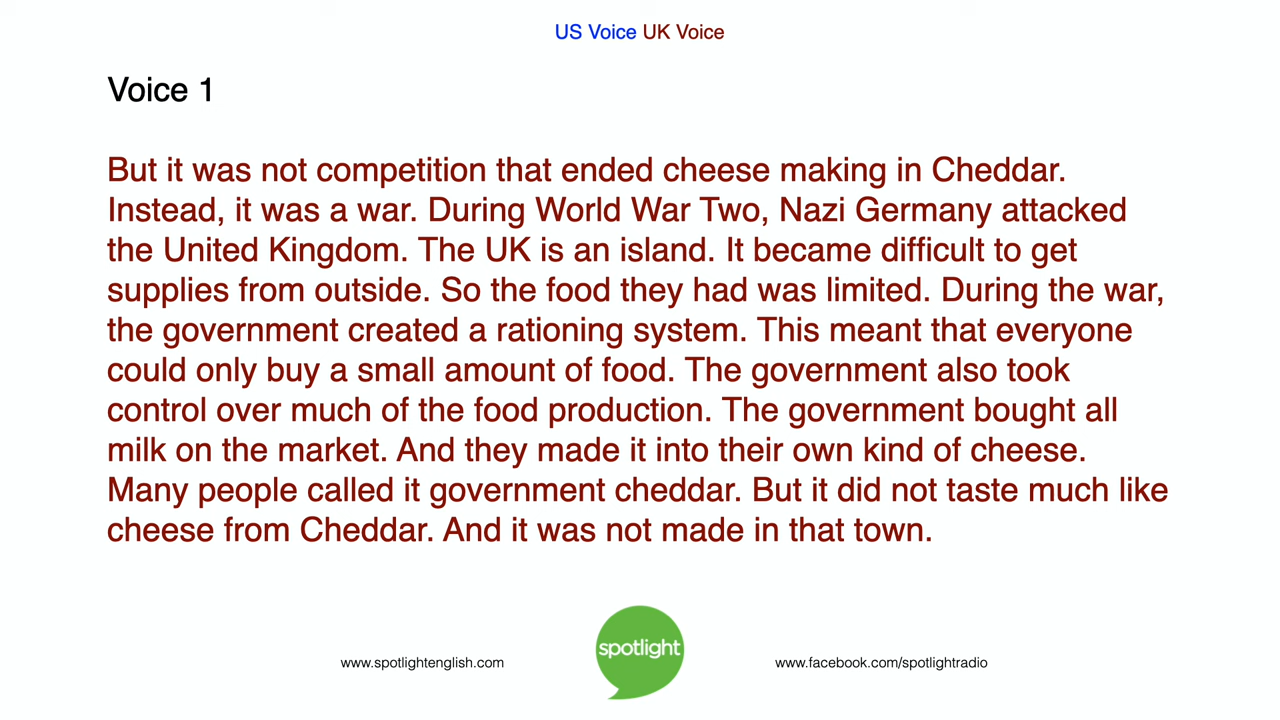 US Voice UK Voice
Voice 1
But it was not competition that ended cheese making in Cheddar.
Instead, it was a war. During World War Two, Nazi Germany attacked
the United Kingdom. The UK is an island. It became difficult to get
supplies from outside. So the food they had was limited. During the war,
the government created a rationing system. This meant that everyone
could only buy a small amount of food. The government also took
control over much of the food production. The government bought all
milk on the market. And they made it into their own kind of cheese.
Many people called it government cheddar. But it did not taste much like
cheese from Cheddar. And it was not made in that town.
www.spotlightenglish.com
spotlight
www.facebook.com/spotlightradio